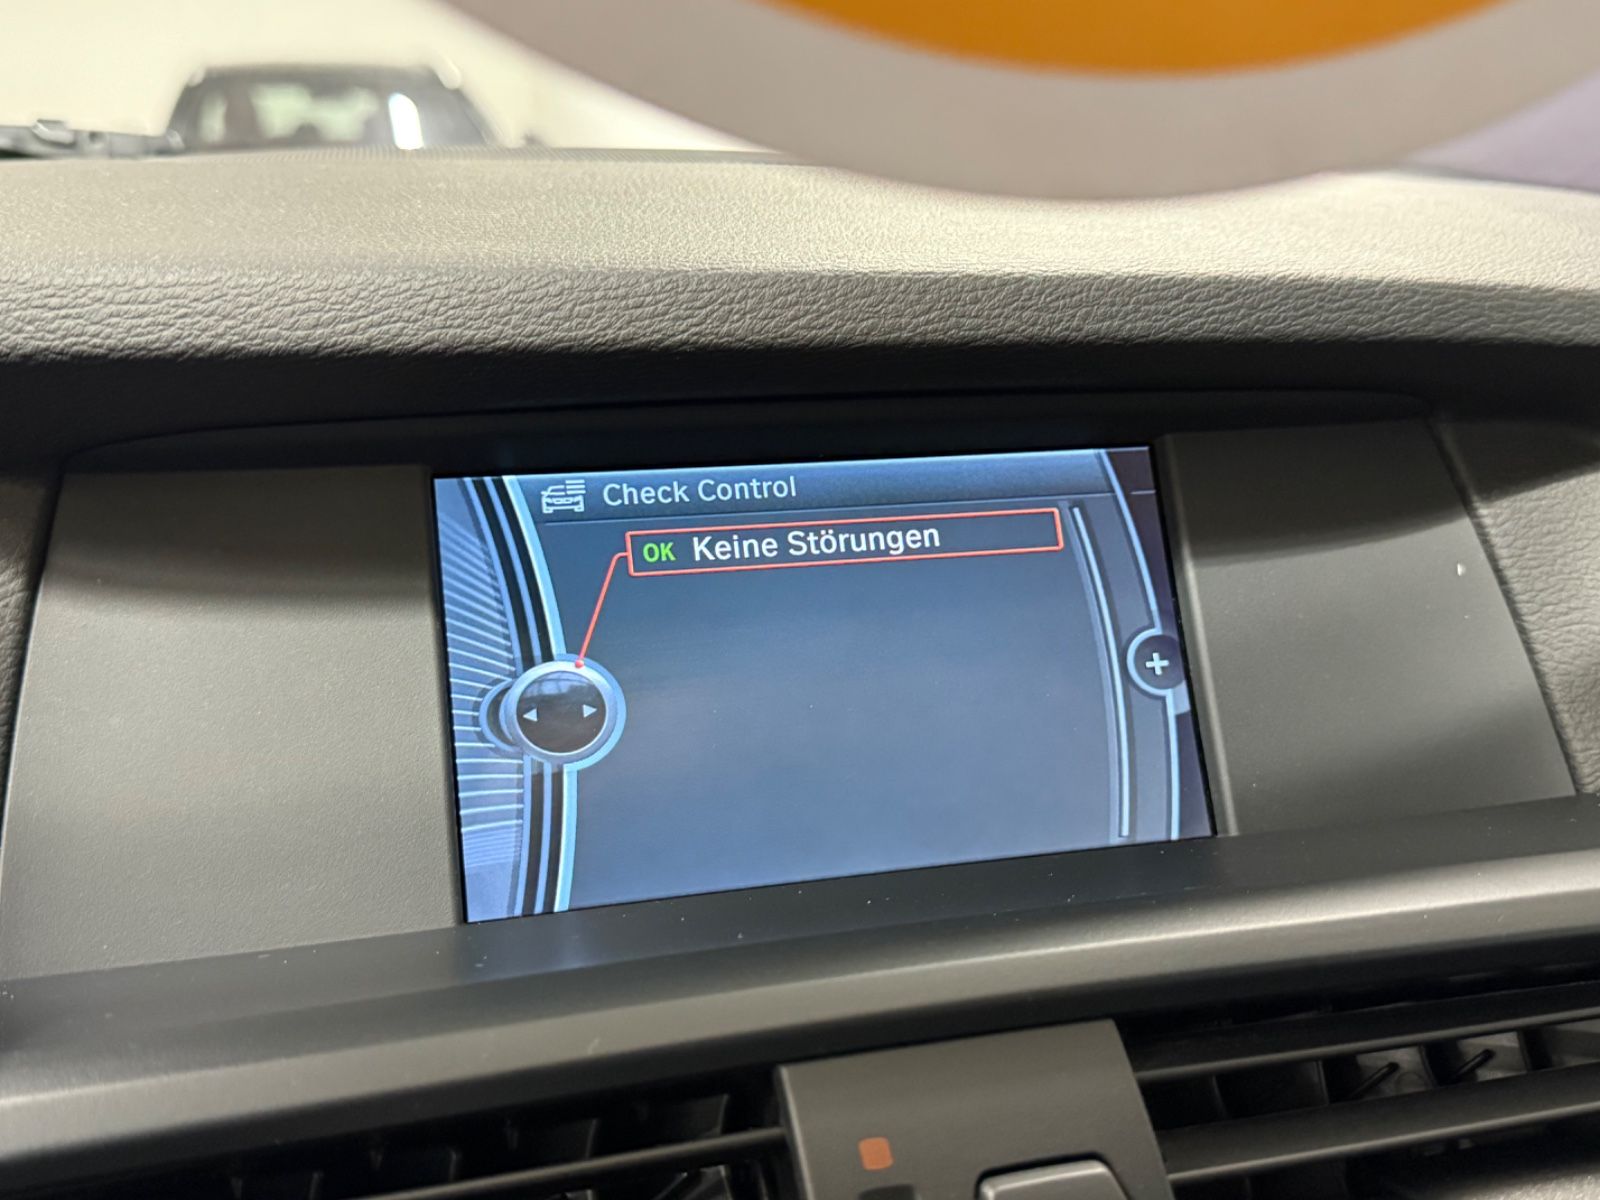 Check Control
OK Keine Störungen